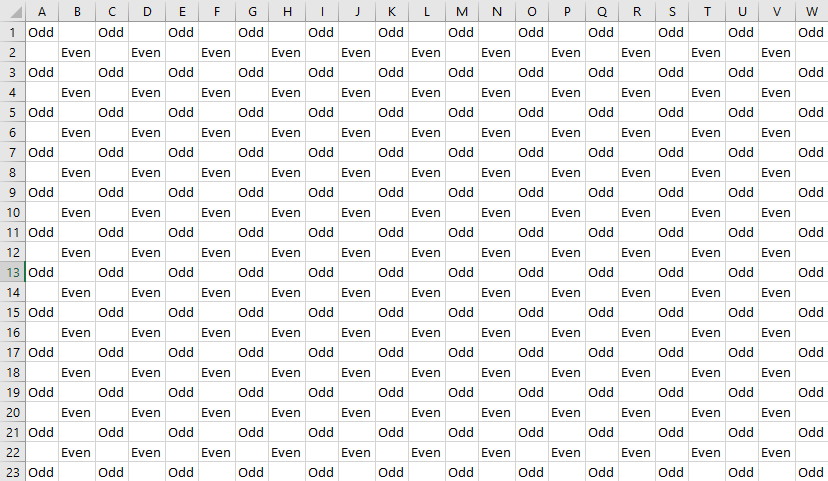 A B C D E F G H I J K L M N O P Q R S T U V W
1 Odd Odd Odd Odd Odd Odd Odd Odd Odd Odd Odd Odd
2 Even Even Even Even Even Even Even Even Even Even Even
3 Odd Odd Odd Odd Odd Odd Odd Odd Odd Odd Odd Odd
4 Even Even Even Even Even Even Even Even Even Even Even
5 Odd Odd Odd Odd Odd Odd Odd Odd Odd Odd Odd Odd
6 Even Even Even Even Even Even Even Even Even Even Even
7 Odd Odd Odd Odd Odd Odd Odd Odd Odd Odd Odd Odd
8 Even Even Even Even Even Even Even Even Even Even Even
9 Odd Odd Odd Odd Odd Odd Odd Odd Odd Odd Odd Odd
10 Even Even Even Even Even Even Even Even Even Even Even
11 Odd Odd Odd Odd Odd Odd Odd Odd Odd Odd Odd Odd
12 Even Even Even Even Even Even Even Even Even Even Even
13 Odd Odd Odd Odd Odd Odd Odd Odd Odd Odd Odd Odd
14 Even Even Even Even Even Even Even Even Even Even Even
15 Odd Odd Odd Odd Odd Odd Odd Odd Odd Odd Odd Odd
16 Even Even Even Even Even Even Even Even Even Even Even
17 Odd Odd Odd Odd Odd Odd Odd Odd Odd Odd Odd Odd
18 Even Even Even Even Even Even Even Even Even Even Even
19 Odd Odd Odd Odd Odd Odd Odd Odd Odd Odd Odd Odd
20 Even Even Even Even Even Even Even Even Even Even Even
21 Odd Odd Odd Odd Odd Odd Odd Odd Odd Odd Odd Odd
22 Even Even Even Even Even Even Even Even Even Even Even
23 Odd Odd Odd Odd Odd Odd Odd Odd Odd Odd Odd Odd